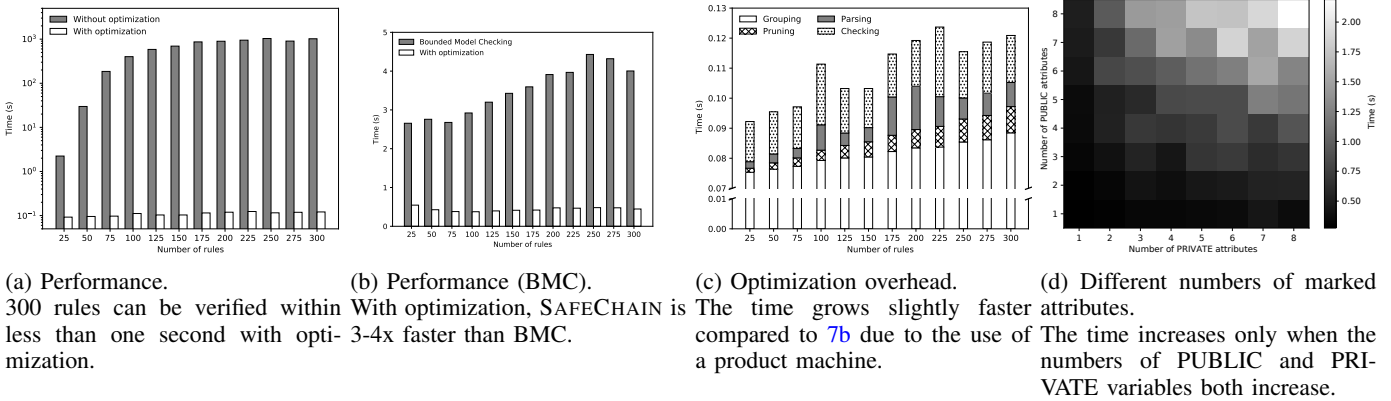 Without optimization
With optimization
10³
10²
10¹
10⁰
10⁻¹
Time (s)
25 50 75 100 125 150 175 200 225 250 275 300
Number of rules
Bounded Model Checking
With optimization
5
4
3
2
1
0
Time (s)
25 50 75 100 125 150 175 200 225 250 275 300
Number of rules
Grouping Parsing
Pruning Checking
0.13
0.12
0.11
0.10
0.09
0.08
0.07
0.01
0.00
Time (s)
25 50 75 100 125 150 175 200 225 250 275 300
Number of rules
8
7
6
5
4
3
2
1
Number of PUBLIC attributes
1 2 3 4 5 6 7 8
Number of PRIVATE attributes
2.00
1.75
1.50
1.25
1.00
0.75
0.50
Time (s)
(a) Performance.
300 rules can be verified within
less than one second with opti-
mization.
(b) Performance (BMC).
With optimization, SAFECHAIN is
3-4x faster than BMC.
(c) Optimization overhead.
The time grows slightly faster
compared to 7b due to the use of
a product machine.
(d) Different numbers of marked
attributes.
The time increases only when the
numbers of PUBLIC and PRI-
VATE variables both increase.